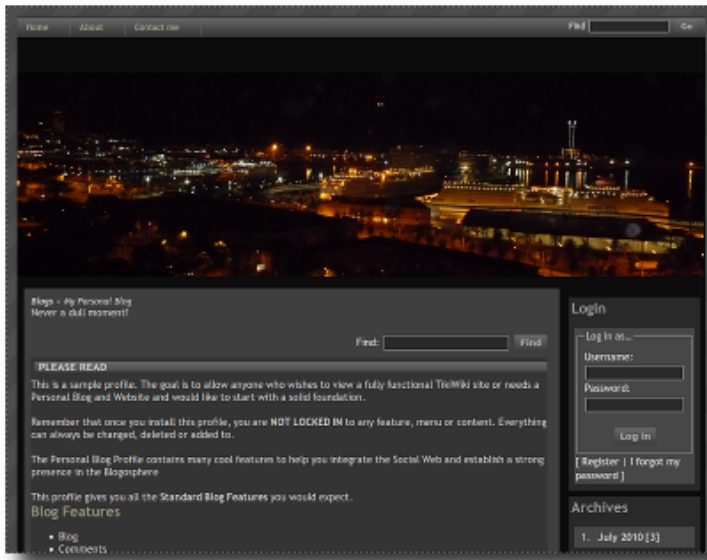 Home About Contact me Find Go
Blogs - My Personal Blog
Never a dull moment!
Find: Find
PLEASE READ
This is a sample profile. The goal is to allow anyone who wishes to view a fully functional TikiWiki site or needs a
Personal Blog and Website and would like to start with a solid foundation.
Remember that once you install this profile, you are NOT LOCKED IN to any feature, menu or content. Everything
can always be changed, deleted or added to.
The Personal Blog Profile contains many cool features to help you integrate the Social Web and establish a strong
presence in the Blogosphere
This profile gives you all the Standard Blog Features you would expect.
Blog Features
Blog
Comments
Login
Log in as...
Username:
Password:
Log in
[ Register | I forgot my
password ]
Archives
1. July 2010 [3]